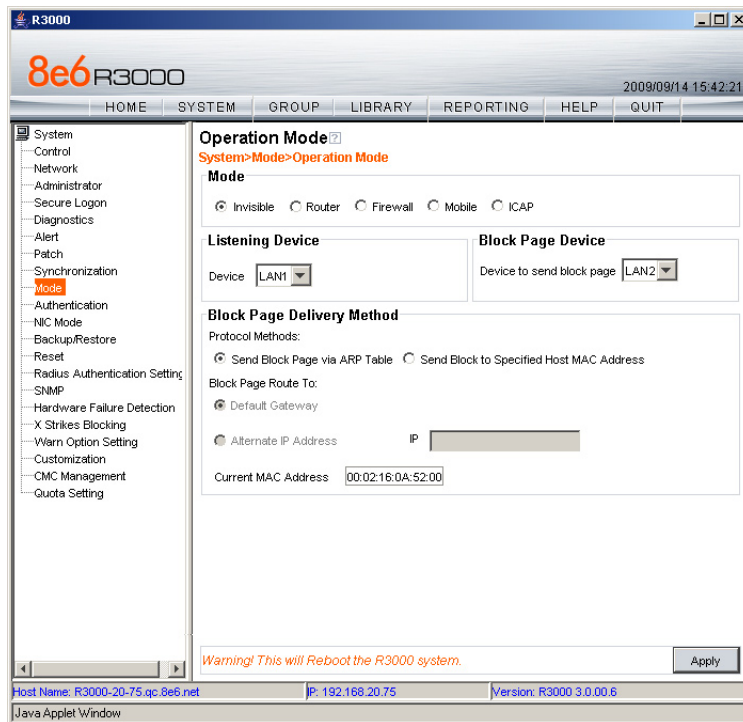 R3000
8e6 R3000
2009/09/14 15:42:21
HOME SYSTEM GROUP LIBRARY REPORTING HELP QUIT
System
Control
Network
Administrator
Secure Logon
Diagnostics
Alert
Patch
Synchronization
Mode
Authentication
NIC Mode
Backup/Restore
Reset
Radius Authentication Setting
SNMP
Hardware Failure Detection
X Strikes Blocking
Warn Option Setting
Customization
CMC Management
Quota Setting
Operation Mode ?
System>Mode>Operation Mode
Mode
Invisible Router Firewall Mobile ICAP
Listening Device
Device LAN1
Block Page Device
Device to send block page LAN2
Block Page Delivery Method
Protocol Methods:
Send Block Page via ARP Table Send Block to Specified Host MAC Address
Block Page Route To:
Default Gateway
Alternate IP Address IP
Current MAC Address 00:02:16:0A:52:00
Warning! This will Reboot the R3000 system.
Apply
Host Name: R3000-20-75.qc.8e6.net IP: 192.168.20.75 Version: R3000 3.0.00.6
Java Applet Window